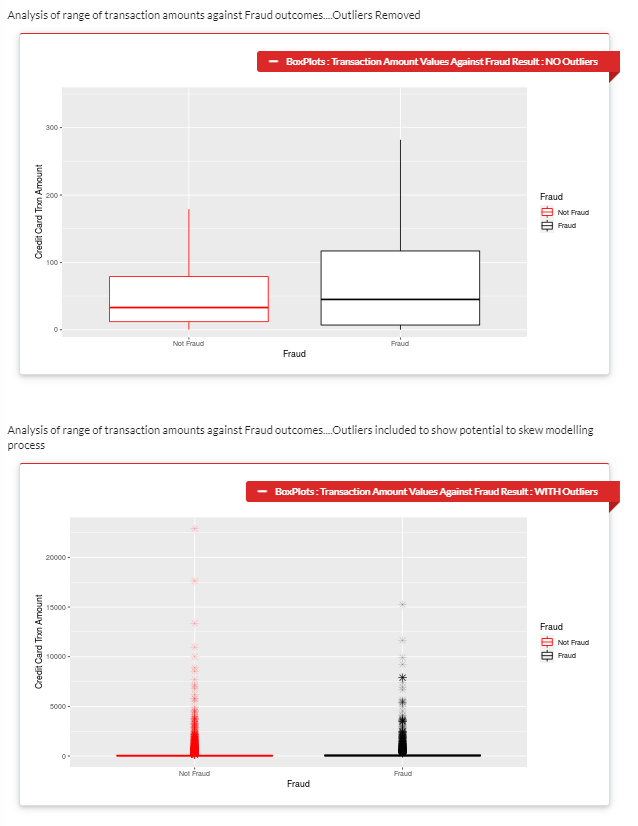 Analysis of range of transaction amounts against Fraud outcomes....Outliers Removed
BoxPlots : Transaction Amount Values Against Fraud Result : NO Outliers
300
200
100
0
Credit Card Trxn Amount
Not Fraud
Fraud
Fraud
Fraud
Not Fraud
Fraud
Analysis of range of transaction amounts against Fraud outcomes....Outliers included to show potential to skew modelling
process
BoxPlots : Transaction Amount Values Against Fraud Result : WITH Outliers
20000
15000
10000
5000
0
Credit Card Trxn Amount
Not Fraud
Fraud
Fraud
Fraud
Not Fraud
Fraud